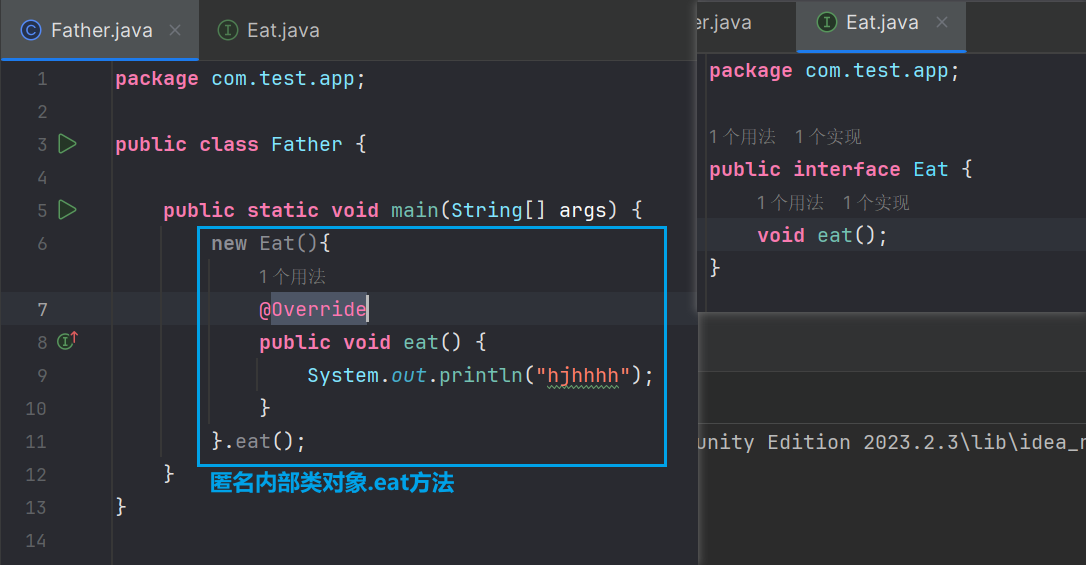 Father.java
Eat.java
1 package com.test.app;
2
3 public class Father {
4
5 public static void main(String[] args) {
6 new Eat(){
1 个用法
7 @Override
8 public void eat() {
9 System.out.println("hjhhhh");
10 }
11 }.eat();
12 }
13 }
14
匿名内部类对象.eat方法
er.java
Eat.java
package com.test.app;
1 个用法 1 个实现
public interface Eat {
1 个用法 1 个实现
void eat();
}
unity Edition 2023.2.3\lib\idea_r